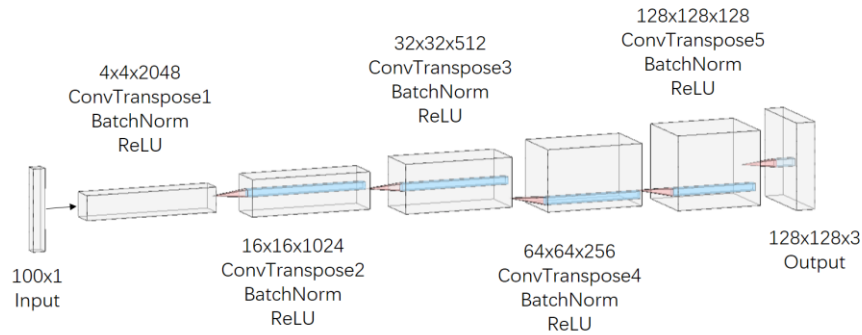 100x1
Input
4x4x2048
ConvTranspose1
BatchNorm
ReLU
16x16x1024
ConvTranspose2
BatchNorm
ReLU
32x32x512
ConvTranspose3
BatchNorm
ReLU
64x64x256
ConvTranspose4
BatchNorm
ReLU
128x128x128
ConvTranspose5
BatchNorm
ReLU
128x128x3
Output